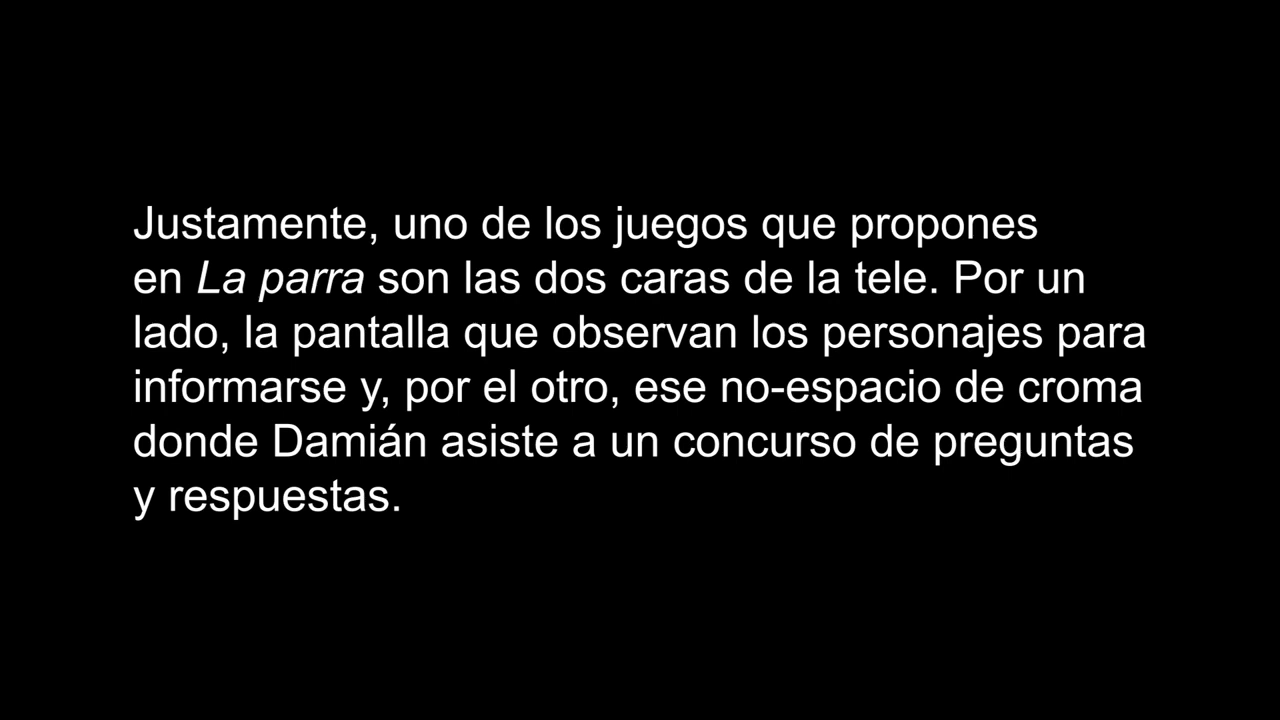 Justamente, uno de los juegos que propones
en La parra son las dos caras de la tele. Por un
lado, la pantalla que observan los personajes para
informarse y, por el otro, ese no-espacio de croma
donde Damián asiste a un concurso de preguntas
y respuestas.